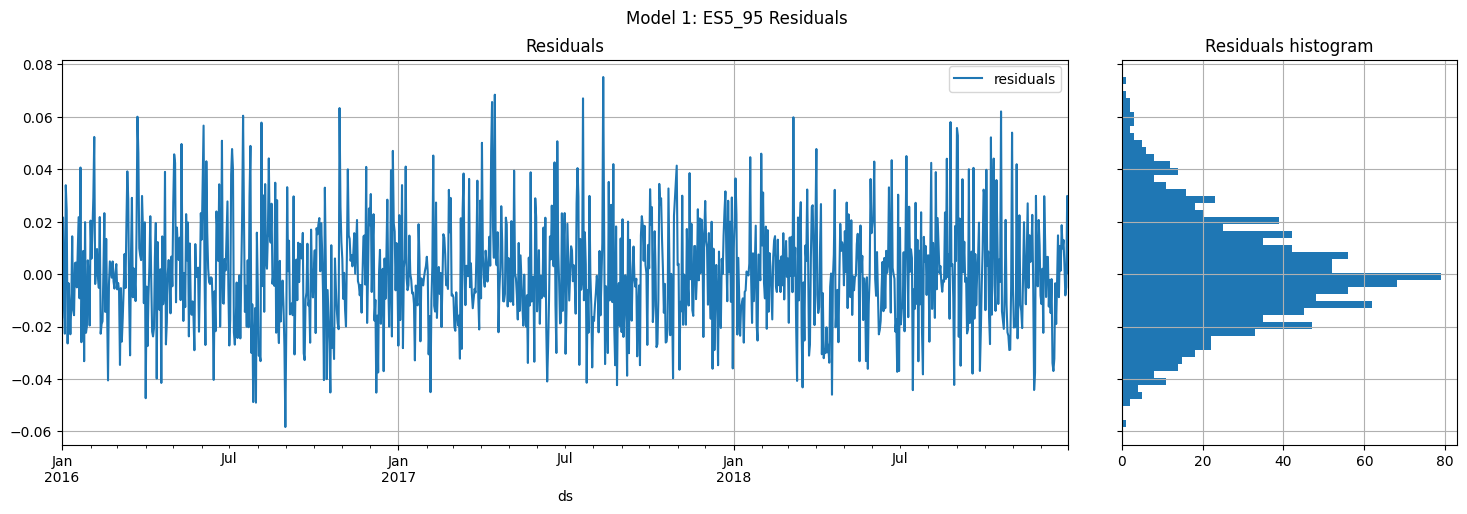 Model 1: ES5_95 Residuals
Residuals
residuals
0.08
0.06
0.04
0.02
0.00
−0.02
−0.04
−0.06
Jan
2016
Jul
Jan
2017
Jul
Jan
2018
Jul
ds
Residuals histogram
0 20 40 60 80